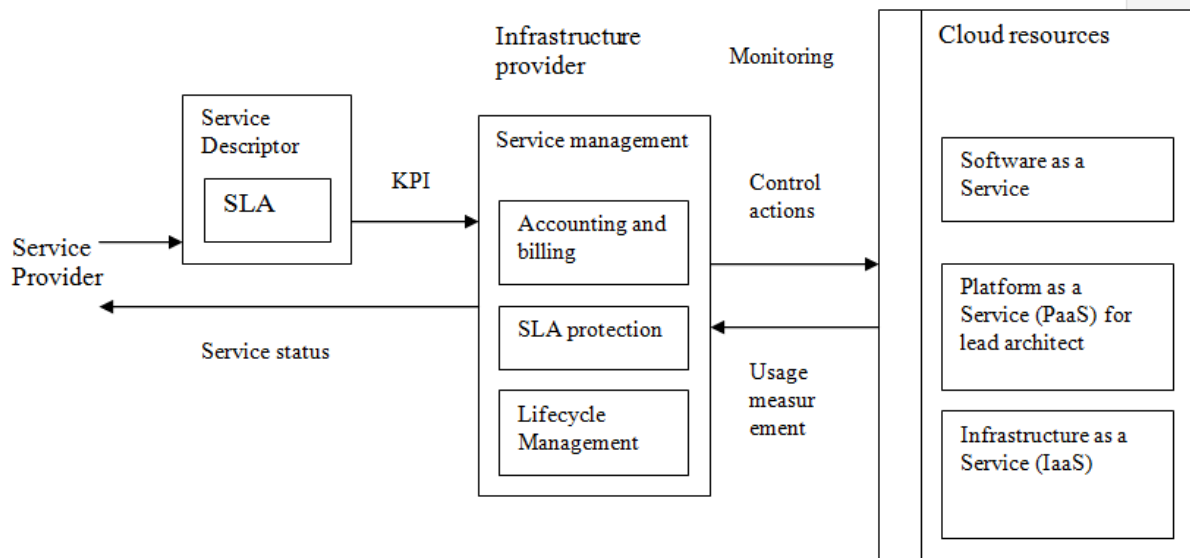 Infrastructure
provider
Monitoring
Cloud resources
Service
Descriptor
SLA
KPI
Service management
Accounting and
billing
SLA protection
Lifecycle
Management
Control
actions
Usage
measur
ement
Service
Provider
Service status
Software as a
Service
Platform as a
Service (PaaS) for
lead architect
Infrastructure as a
Service (IaaS)